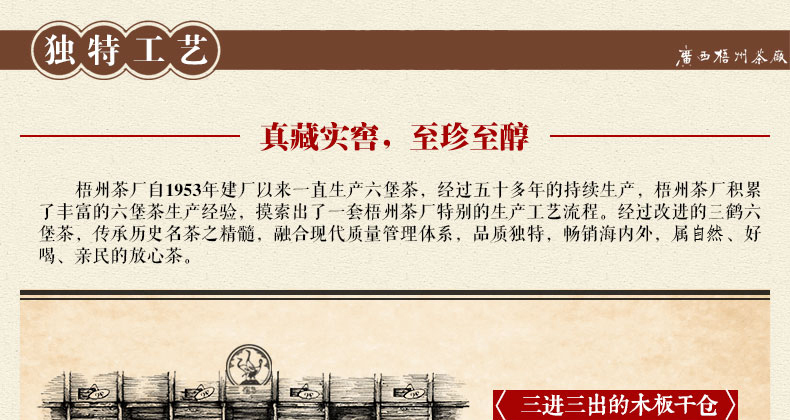 独特工艺
廣西梧州茶廠
真藏实窖，至珍至醇
梧州茶厂自1953年建厂以来一直生产六堡茶，经过五十多年的持续生产，梧州茶厂积累
了丰富的六堡茶生产经验，摸索出了一套梧州茶厂特别的生产工艺流程。经过改进的三鹤六
堡茶，传承历史名茶之精髓，融合现代质量管理体系，品质独特，畅销海内外，属自然、好
喝、亲民的放心茶。
三进三出的木板干仓